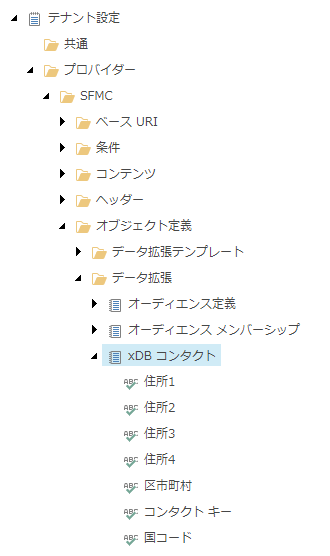 テナント設定
共通
プロバイダー
SFMC
ベース URI
条件
コンテンツ
ヘッダー
オブジェクト定義
データ拡張テンプレート
データ拡張
オーディエンス定義
オーディエンス メンバーシップ
xDB コンタクト
ABC 住所1
ABC 住所2
ABC 住所3
ABC 住所4
ABC 区市町村
ABC コンタクト キー
ABC 国コード